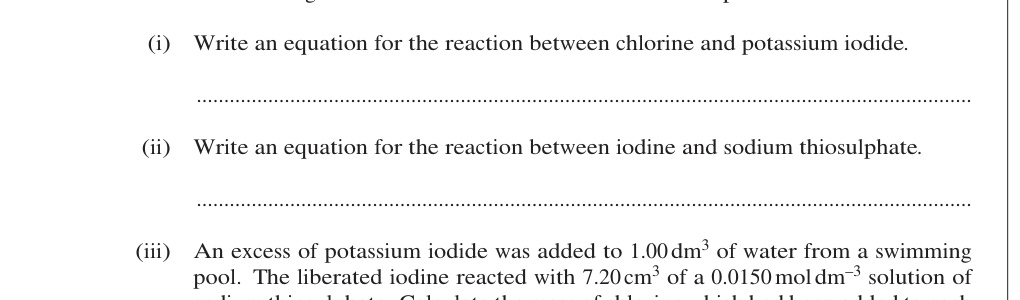 (i) Write an equation for the reaction between chlorine and potassium iodide.
(ii) Write an equation for the reaction between iodine and sodium thiosulphate.
(iii) An excess of potassium iodide was added to 1.00 dm³ of water from a swimming
pool. The liberated iodine reacted with 7.20 cm³ of a 0.0150 mol dm⁻³ solution of